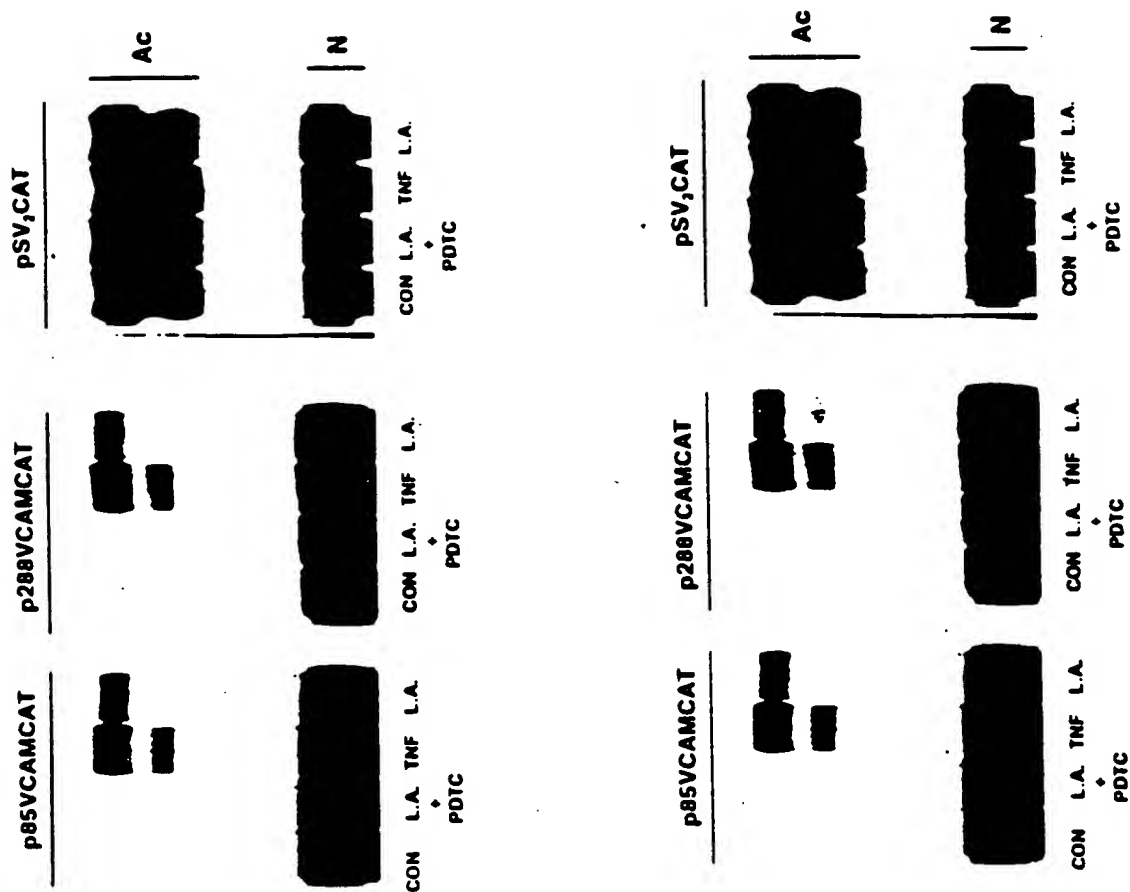 p85VCAMCAT p288VCAMCAT pSV₂CAT
Ac
N
CON L.A. TNF L.A. CON L.A. TNF L.A. CON L.A. TNF L.A.
+ + +
PDTC PDTC PDTC
p85VCAMCAT p288VCAMCAT pSV₂CAT
Ac
N
CON L.A. TNF L.A. CON L.A. TNF L.A. CON L.A. TNF L.A.
+ + +
PDTC PDTC PDTC